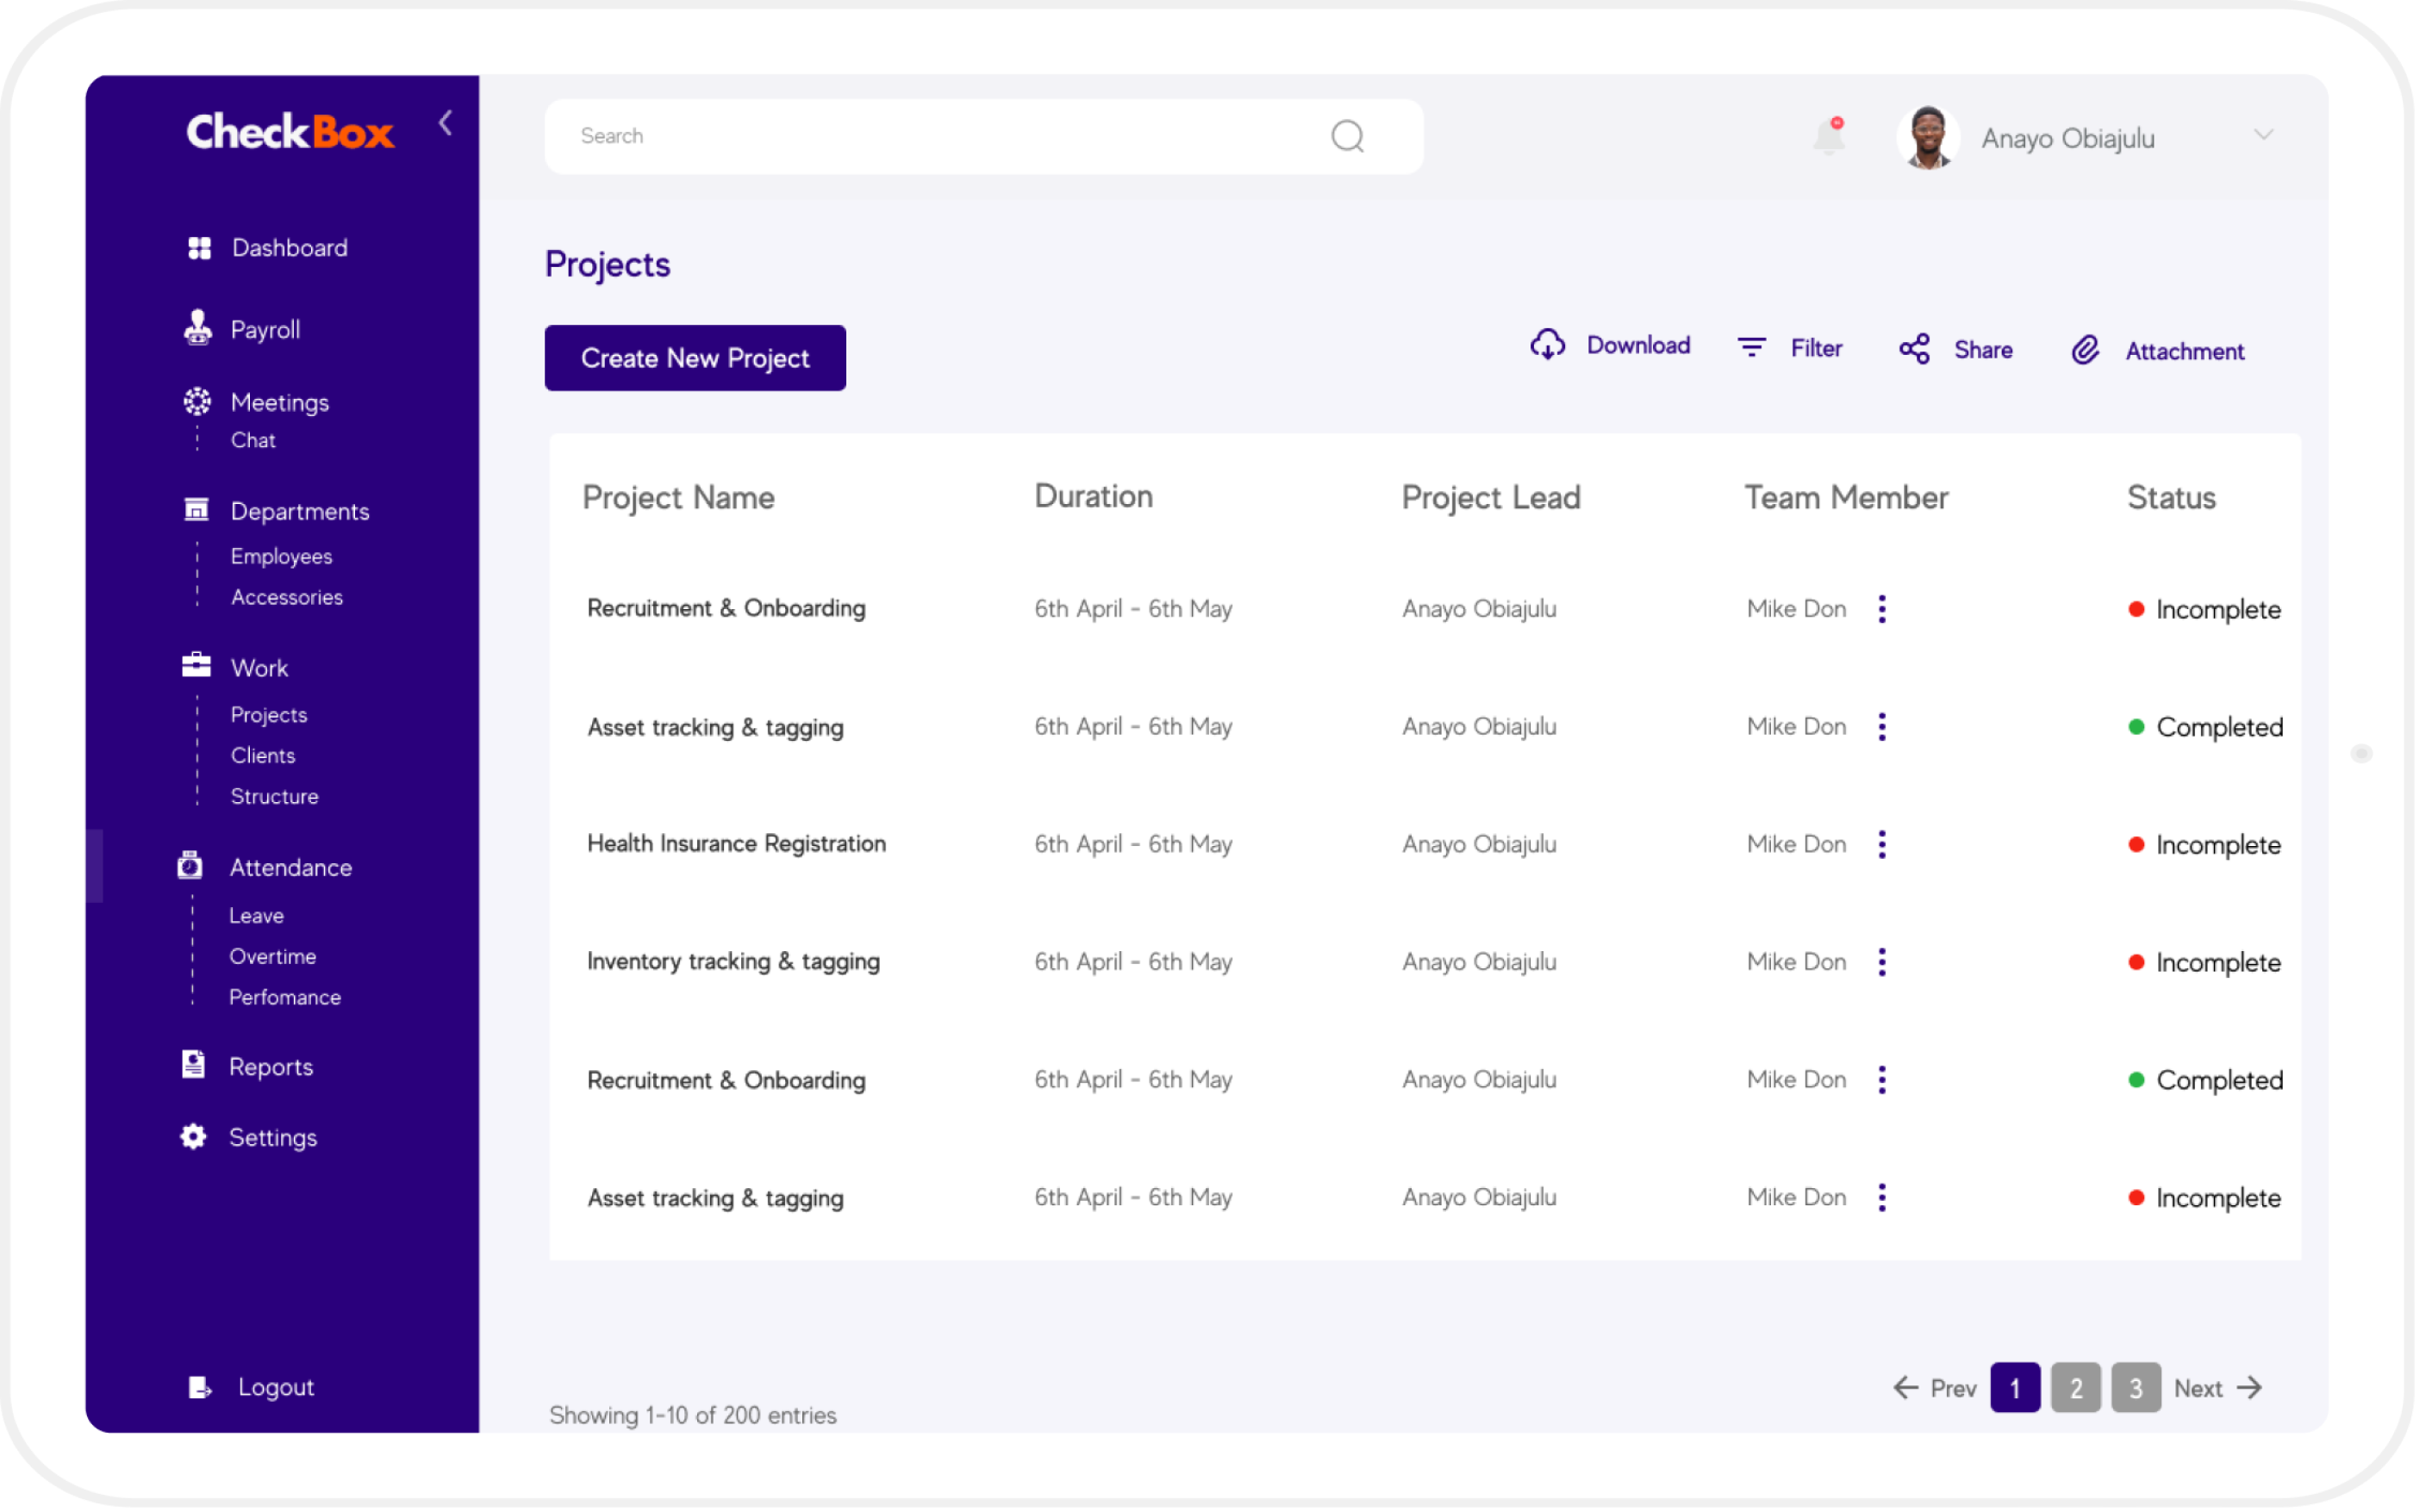 CheckBox
Search
Anayo Obiajulu
Dashboard
Payroll
Meetings
Chat
Departments
Employees
Accessories
Work
Projects
Clients
Structure
Attendance
Leave
Overtime
Perfomance
Reports
Settings
Logout
Projects
Create New Project
Download Filter Share Attachment
Project Name Duration Project Lead Team Member Status
Recruitment & Onboarding 6th April - 6th May Anayo Obiajulu Mike Don Incomplete
Asset tracking & tagging 6th April - 6th May Anayo Obiajulu Mike Don Completed
Health Insurance Registration 6th April - 6th May Anayo Obiajulu Mike Don Incomplete
Inventory tracking & tagging 6th April - 6th May Anayo Obiajulu Mike Don Incomplete
Recruitment & Onboarding 6th April - 6th May Anayo Obiajulu Mike Don Completed
Asset tracking & tagging 6th April - 6th May Anayo Obiajulu Mike Don Incomplete
Prev 1 2 3 Next
Showing 1-10 of 200 entries